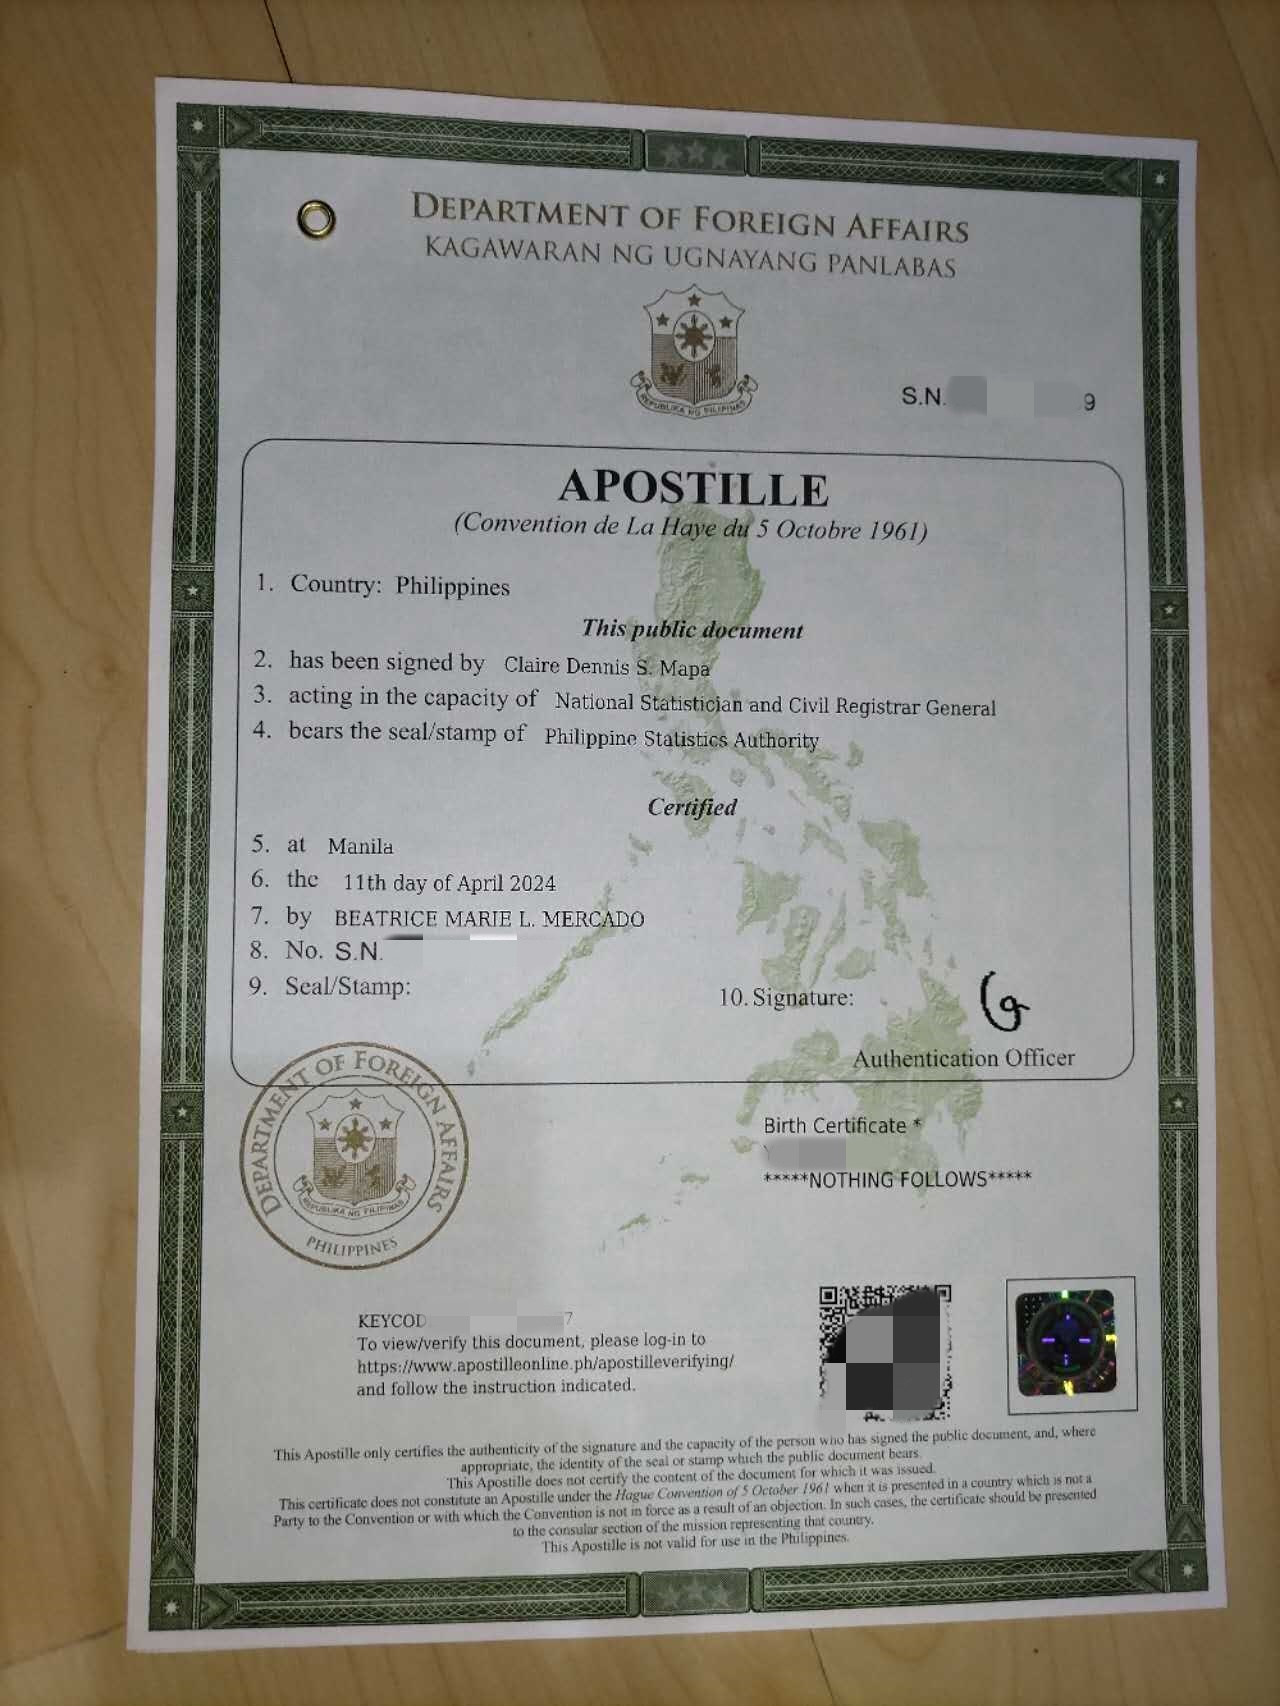 DEPARTMENT OF FOREIGN AFFAIRS
KAGAWARAN NG UGNAYANG PANLABAS
REPUBLIKA NG PILIPINAS
S.N. 9
APOSTILLE
(Convention de La Haye du 5 Octobre 1961)
1. Country: Philippines
This public document
2. has been signed by Claire Dennis S. Mapa
3. acting in the capacity of National Statistician and Civil Registrar General
4. bears the seal/stamp of Philippine Statistics Authority
Certified
5. at Manila
6. the 11th day of April 2024
7. by BEATRICE MARIE L. MERCADO
8. No. S.N.
9. Seal/Stamp:
10. Signature:
Authentication Officer
DEPARTMENT OF FOREIGN AFFAIRS
REPUBLIKA NG PILIPINAS
PHILIPPINES
Birth Certificate *
*****NOTHING FOLLOWS*****
KEYCOD 7
To view/verify this document, please log-in to
https://www.apostilleonline.ph/apostilleverifying/
and follow the instruction indicated.
This Apostille only certifies the authenticity of the signature and the capacity of the person who has signed the public document, and, where
appropriate, the identity of the seal or stamp which the public document bears.
This Apostille does not certify the content of the document for which it was issued.
This certificate does not constitute an Apostille under the Hague Convention of 5 October 1961 when it is presented in a country which is not a
Party to the Convention or with which the Convention is not in force as a result of an objection. In such cases, the certificate should be presented
to the consular section of the mission representing that country.
This Apostille is not valid for use in the Philippines.